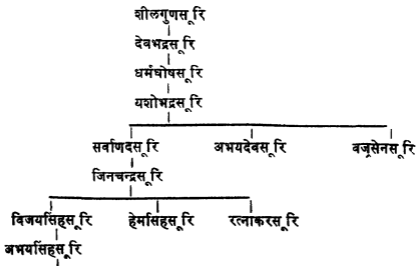 शीलगुणसूरि
देवभद्रसूरि
धर्मघोषसूरि
यशोभद्रसूरि
सर्वाणदसूरि अभयदेवसूरि वज्रसेनसूरि
जिनचन्द्रसूरि
विजयसिंहसूरि हेमसिहसूरि रत्नाकरसूरि
अभयसिंहसूरि